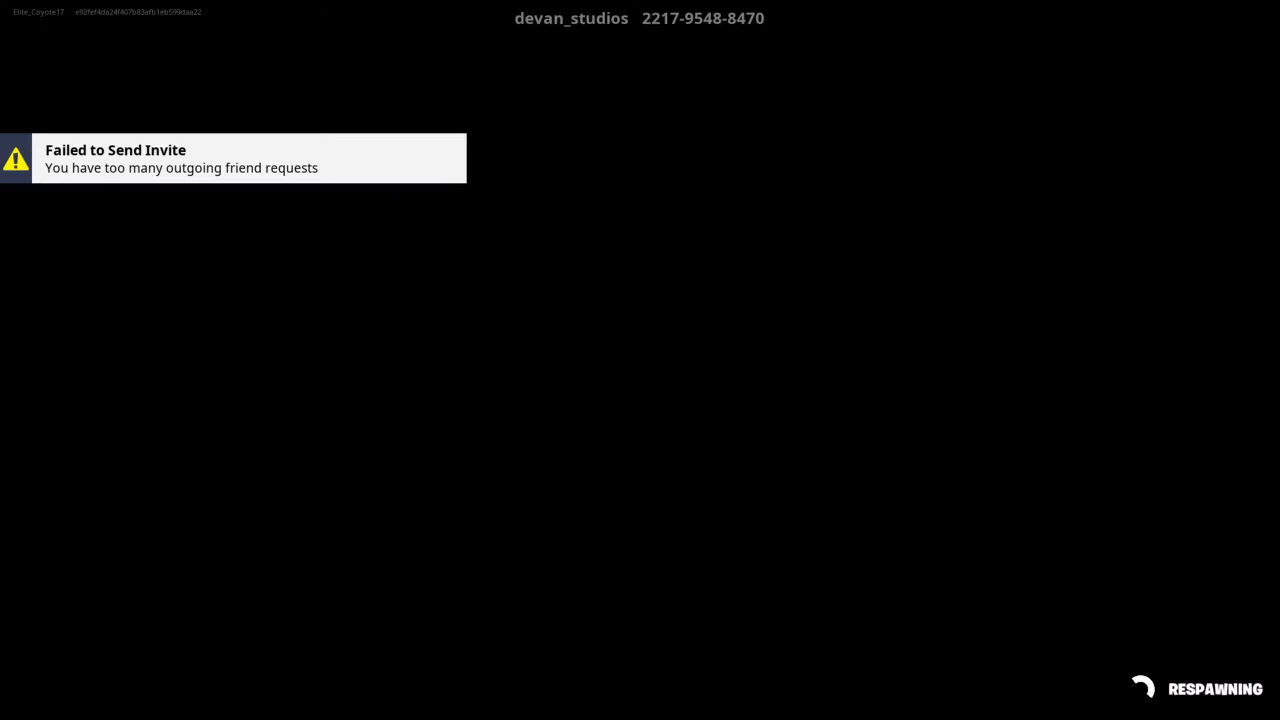 Elite_Coyote17 e92fef4da24f407b83afb1eb599daa22
devan_studios 2217-9548-8470
Failed to Send Invite
You have too many outgoing friend requests
RESPAWNING